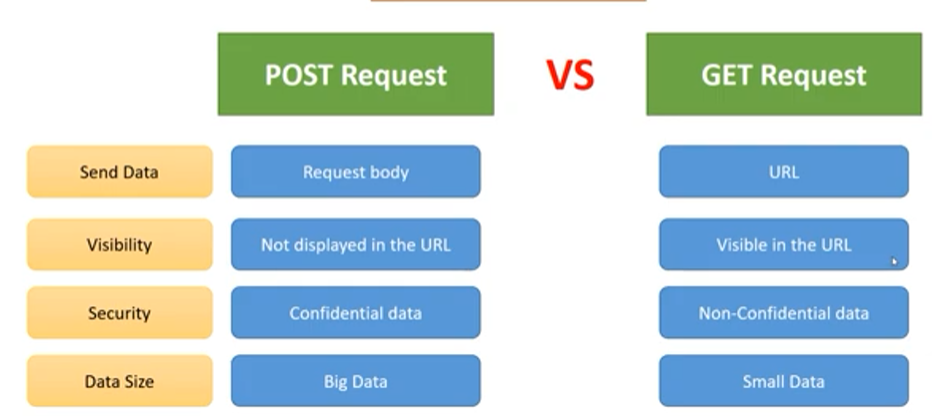 POST Request VS GET Request
Send Data Request body URL
Visibility Not displayed in the URL Visible in the URL
Security Confidential data Non-Confidential data
Data Size Big Data Small Data